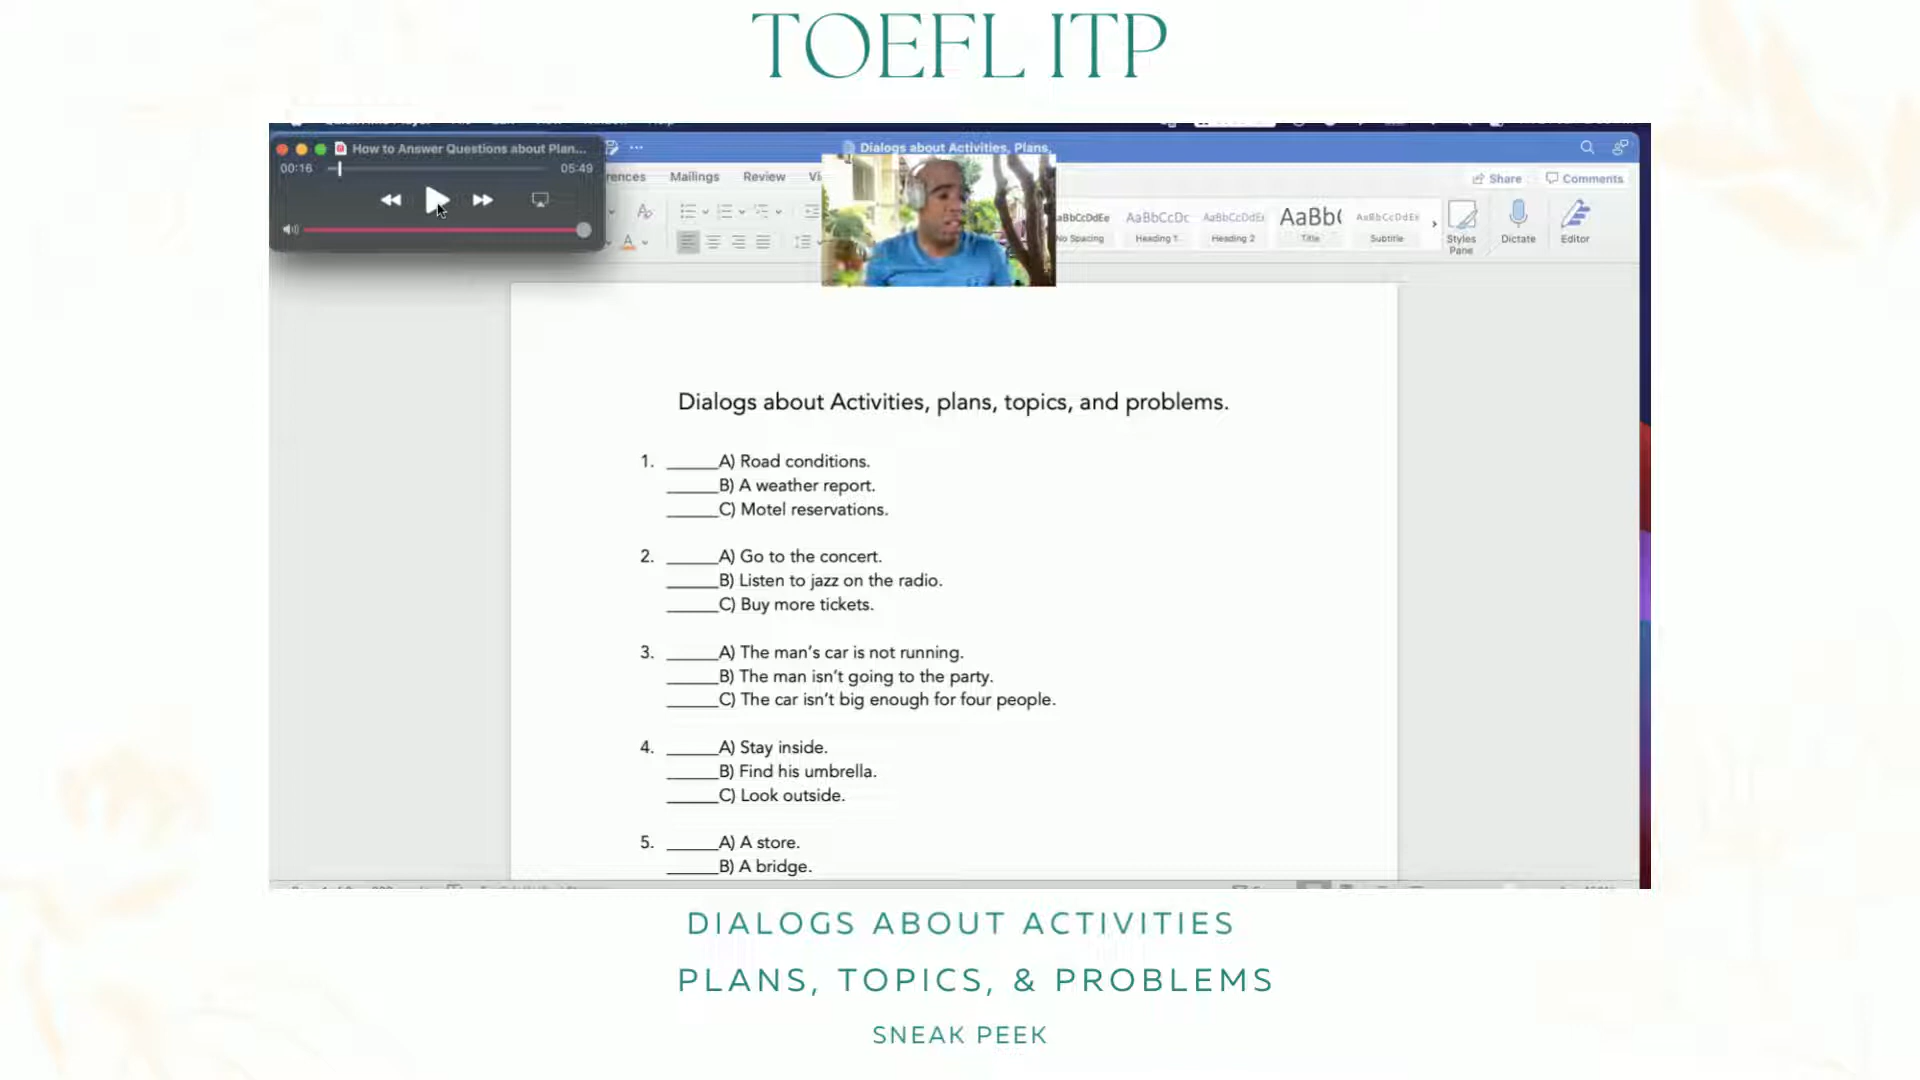 TOEFL ITP
How to Answer Questions about Plan...
Dialogs about Activities, Plans,
00:16
05:49
rences
Mailings
Review
Share
Comments
AaBbCcDdEe
AaBbCcDc
AaBbCcDdEe
AaBb(
AaBbCcDdEe
No Spacing
Heading 1
Heading 2
Title
Subtitle
Styles
Pane
Dictate
Editor
Dialogs about Activities, plans, topics, and problems.
1. ______A) Road conditions.
______B) A weather report.
______C) Motel reservations.
2. ______A) Go to the concert.
______B) Listen to jazz on the radio.
______C) Buy more tickets.
3. ______A) The man's car is not running.
______B) The man isn't going to the party.
______C) The car isn't big enough for four people.
4. ______A) Stay inside.
______B) Find his umbrella.
______C) Look outside.
5. ______A) A store.
______B) A bridge.
DIALOGS ABOUT ACTIVITIES
PLANS, TOPICS, & PROBLEMS
SNEAK PEEK